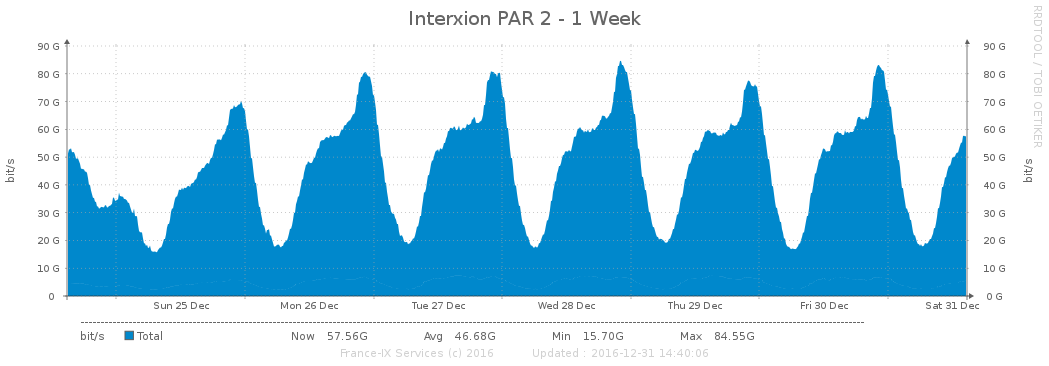 Interxion PAR 2 - 1 Week
RRDTOOL / TOBI OETIKER
90 G 90 G
80 G 80 G
70 G 70 G
60 G 60 G
50 G 50 G
40 G 40 G
30 G 30 G
20 G 20 G
10 G 10 G
0 0 G
bit/s bit/s
Sun 25 Dec Mon 26 Dec Tue 27 Dec Wed 28 Dec Thu 29 Dec Fri 30 Dec Sat 31 Dec
bit/s Total Now 57.56G Avg 46.68G Min 15.70G Max 84.55G
France-IX Services (c) 2016 Updated : 2016-12-31 14:40:06